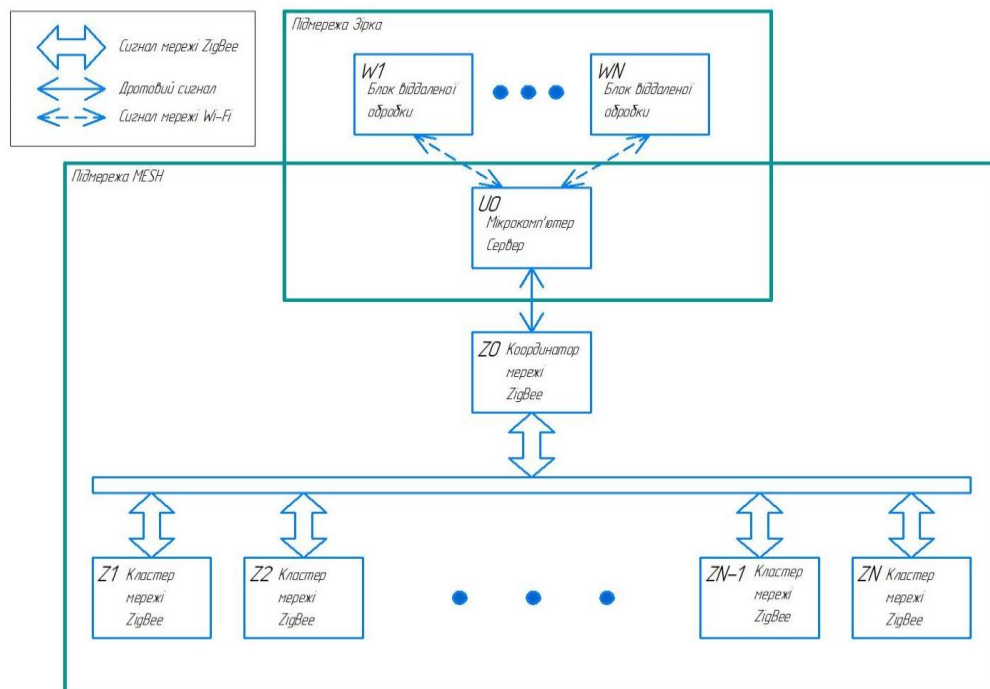 Сигнал мережі ZigBee
Дротовий сигнал
Сигнал мережі Wi-Fi
Підмережа Зірка
W1
Блок віддаленої
обробки
WN
Блок віддаленої
обробки
Підмережа MESH
U0
Мікрокомп'ютер
Сервер
Z0 Координатор
мережі
ZigBee
Z1 Кластер
мережі
ZigBee
Z2 Кластер
мережі
ZigBee
ZN-1 Кластер
мережі
ZigBee
ZN Кластер
мережі
ZigBee